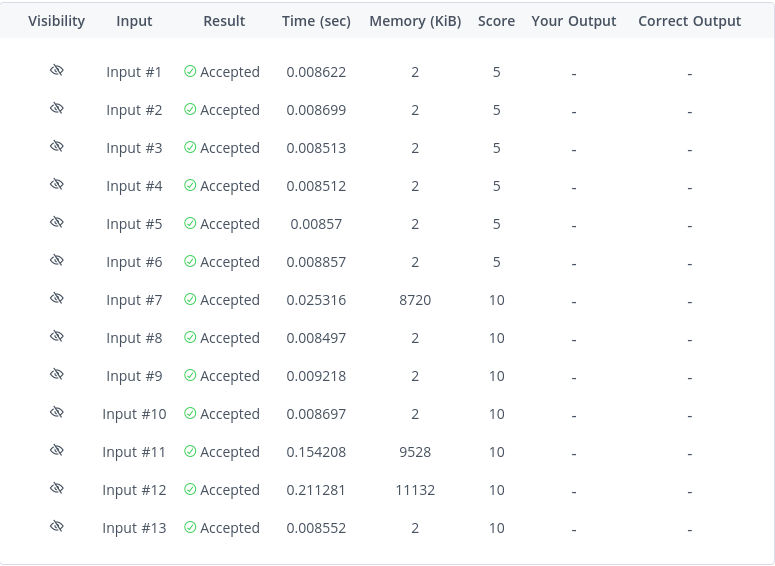 Visibility Input Result Time (sec) Memory (KiB) Score Your Output Correct Output
Input #1 Accepted 0.008622 2 5 - -
Input #2 Accepted 0.008699 2 5 - -
Input #3 Accepted 0.008513 2 5 - -
Input #4 Accepted 0.008512 2 5 - -
Input #5 Accepted 0.00857 2 5 - -
Input #6 Accepted 0.008857 2 5 - -
Input #7 Accepted 0.025316 8720 10 - -
Input #8 Accepted 0.008497 2 10 - -
Input #9 Accepted 0.009218 2 10 - -
Input #10 Accepted 0.008697 2 10 - -
Input #11 Accepted 0.154208 9528 10 - -
Input #12 Accepted 0.211281 11132 10 - -
Input #13 Accepted 0.008552 2 10 - -